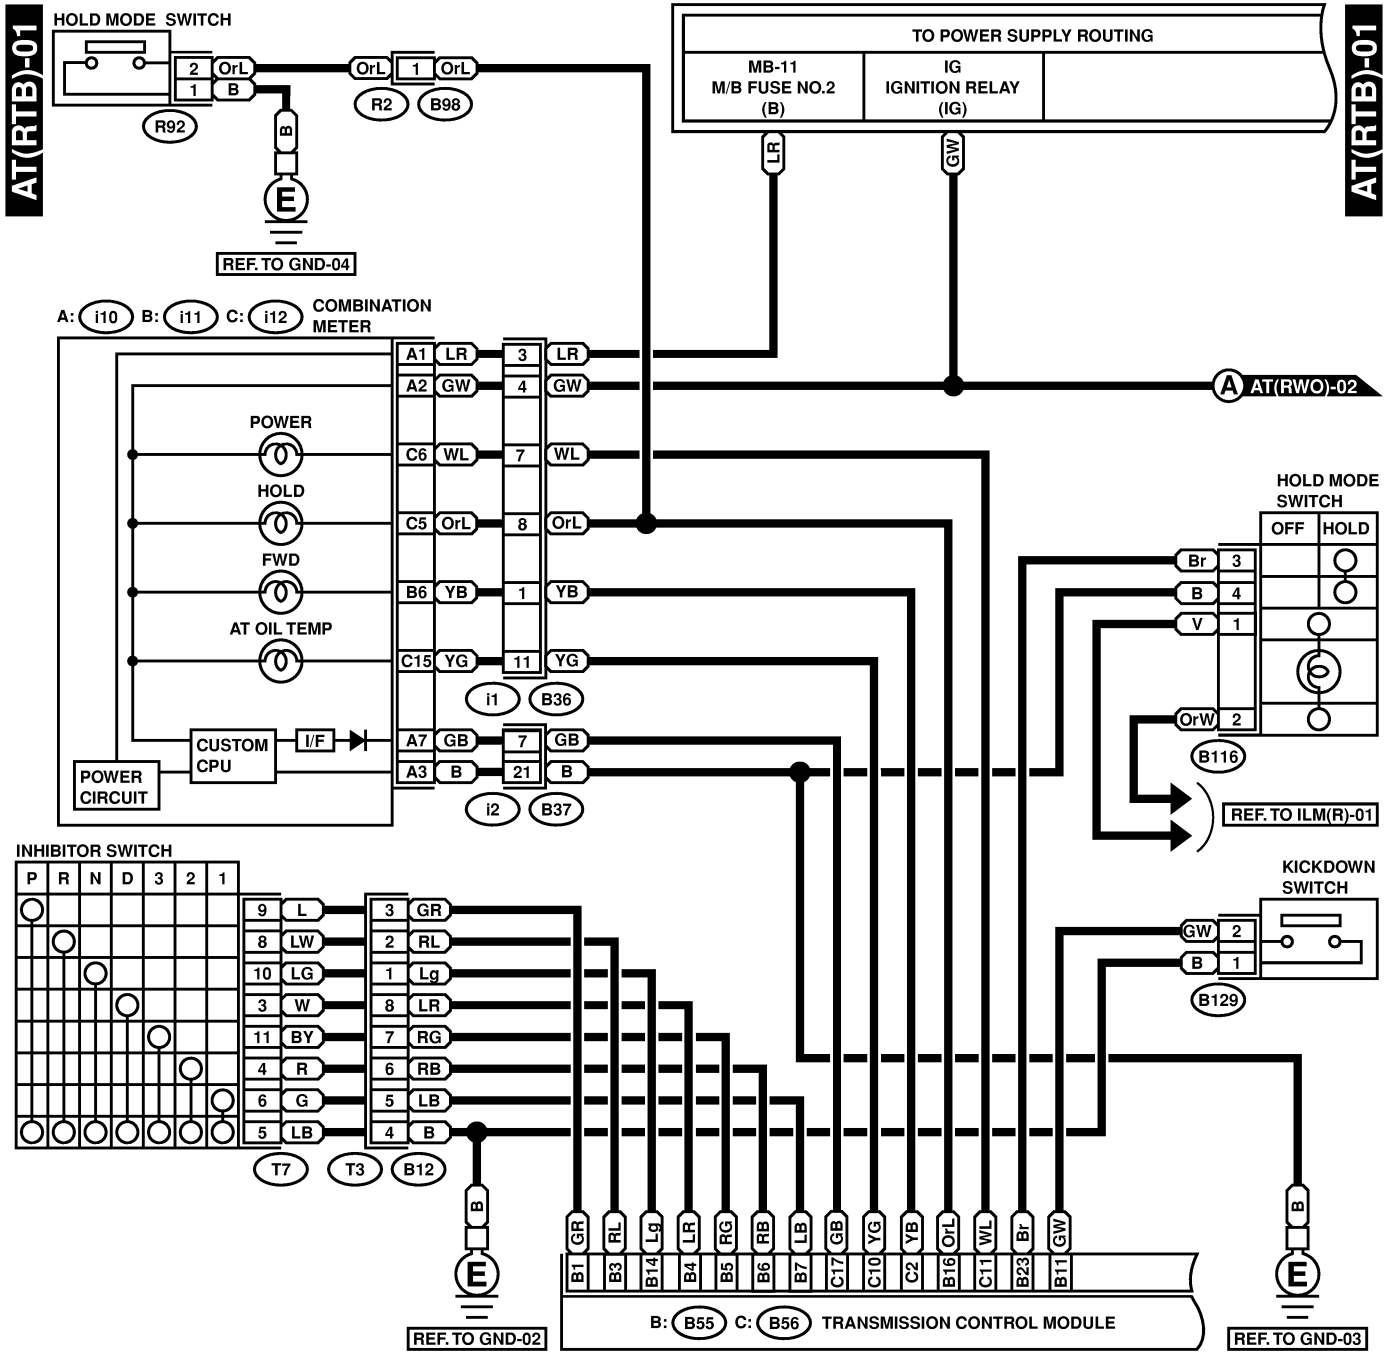 AT(RTB)-01
AT(RTB)-01
HOLD MODE SWITCH
2 OrL OrL 1 OrL
1 B
R92
R2 B98
B
E
REF. TO GND-04
TO POWER SUPPLY ROUTING
MB-11
M/B FUSE NO.2
(B)
IG
IGNITION RELAY
(IG)
LR
GW
A: i10 B: i11 C: i12
COMBINATION
METER
A1 LR 3 LR
A2 GW 4 GW
A AT(RWO)-02
POWER
C6 WL 7 WL
HOLD
C5 OrL 8 OrL
FWD
B6 YB 1 YB
AT OIL TEMP
C15 YG 11 YG
i1 B36
CUSTOM
CPU
I/F
A7 GB 7 GB
POWER
CIRCUIT
A3 B 21 B
i2 B37
HOLD MODE
SWITCH
OFF HOLD
Br 3
B 4
V 1
OrW 2
B116
REF. TO ILM(R)-01
KICKDOWN
SWITCH
GW 2
B 1
B129
INHIBITOR SWITCH
P R N D 3 2 1
9 L 3 GR
8 LW 2 RL
10 LG 1 Lg
3 W 8 LR
11 BY 7 RG
4 R 6 RB
6 G 5 LB
5 LB 4 B
T7 T3 B12
B
E
REF. TO GND-02
GR RL Lg LR RG RB LB GB YG YB OrL WL Br GW
B1 B3 B14 B4 B5 B6 B7 C17 C10 C2 B16 C11 B23 B11
B: B55 C: B56 TRANSMISSION CONTROL MODULE
B
E
REF. TO GND-03